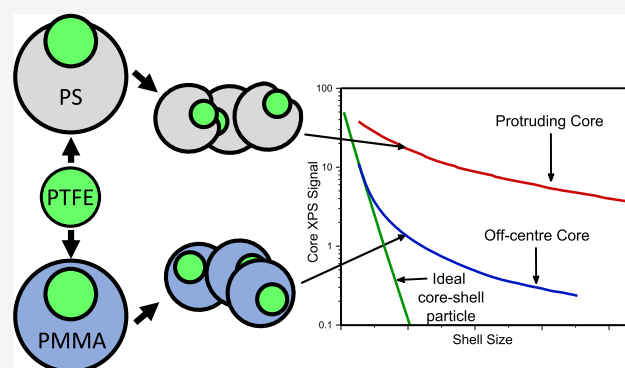 PS
PTFE
PMMA
100
10
1
0.1
Core XPS Signal
Protruding Core
Off-centre Core
Ideal
core-shell
particle
Shell Size